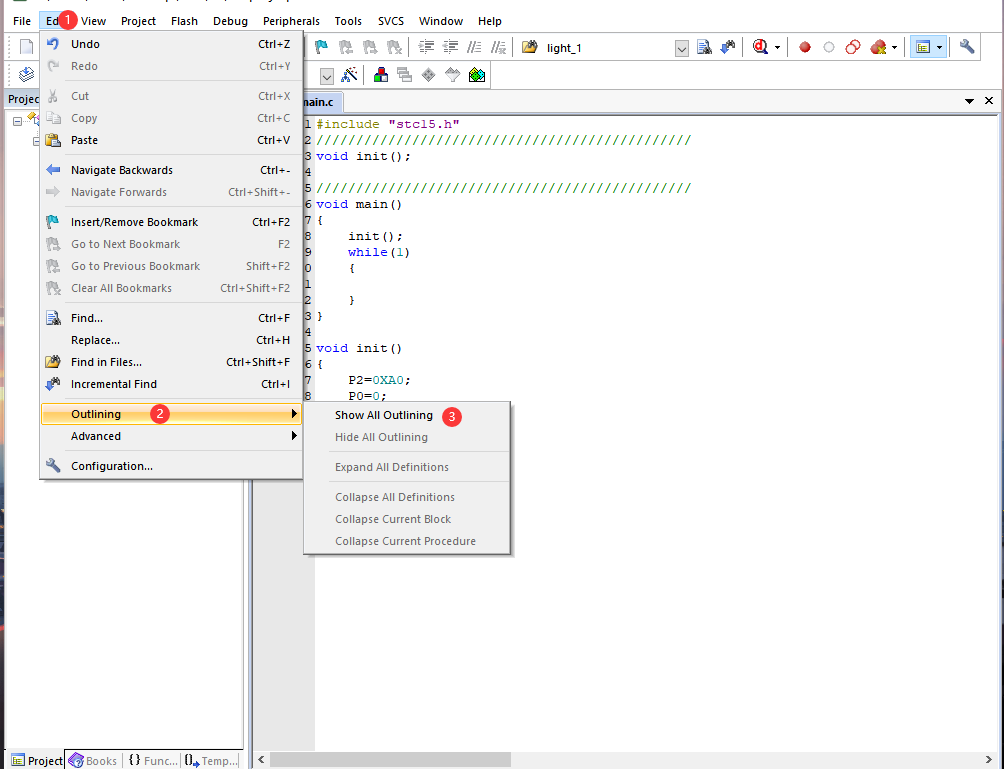 File Ed 1 View Project Flash Debug Peripherals Tools SVCS Window Help
Undo Ctrl+Z
Redo Ctrl+Y
Cut Ctrl+X
Copy Ctrl+C
Paste Ctrl+V
Navigate Backwards Ctrl+-
Navigate Forwards Ctrl+Shift+-
Insert/Remove Bookmark Ctrl+F2
Go to Next Bookmark F2
Go to Previous Bookmark Shift+F2
Clear All Bookmarks Ctrl+Shift+F2
Find... Ctrl+F
Replace... Ctrl+H
Find in Files... Ctrl+Shift+F
Incremental Find Ctrl+I
Outlining 2
Advanced
Configuration...
Show All Outlining 3
Hide All Outlining
Expand All Definitions
Collapse All Definitions
Collapse Current Block
Collapse Current Procedure
light_1
Projec
ain.c
1 #include "stc15.h"
2 ///////////////////////////////////////////////
3 void init();
4
5 ///////////////////////////////////////////////
6 void main()
7 {
8 init();
9 while(1)
0 {
1
2 }
3 }
4
5 void init()
6 {
7 P2=0XA0;
8 P0=0;
Project Books {} Func... Temp...